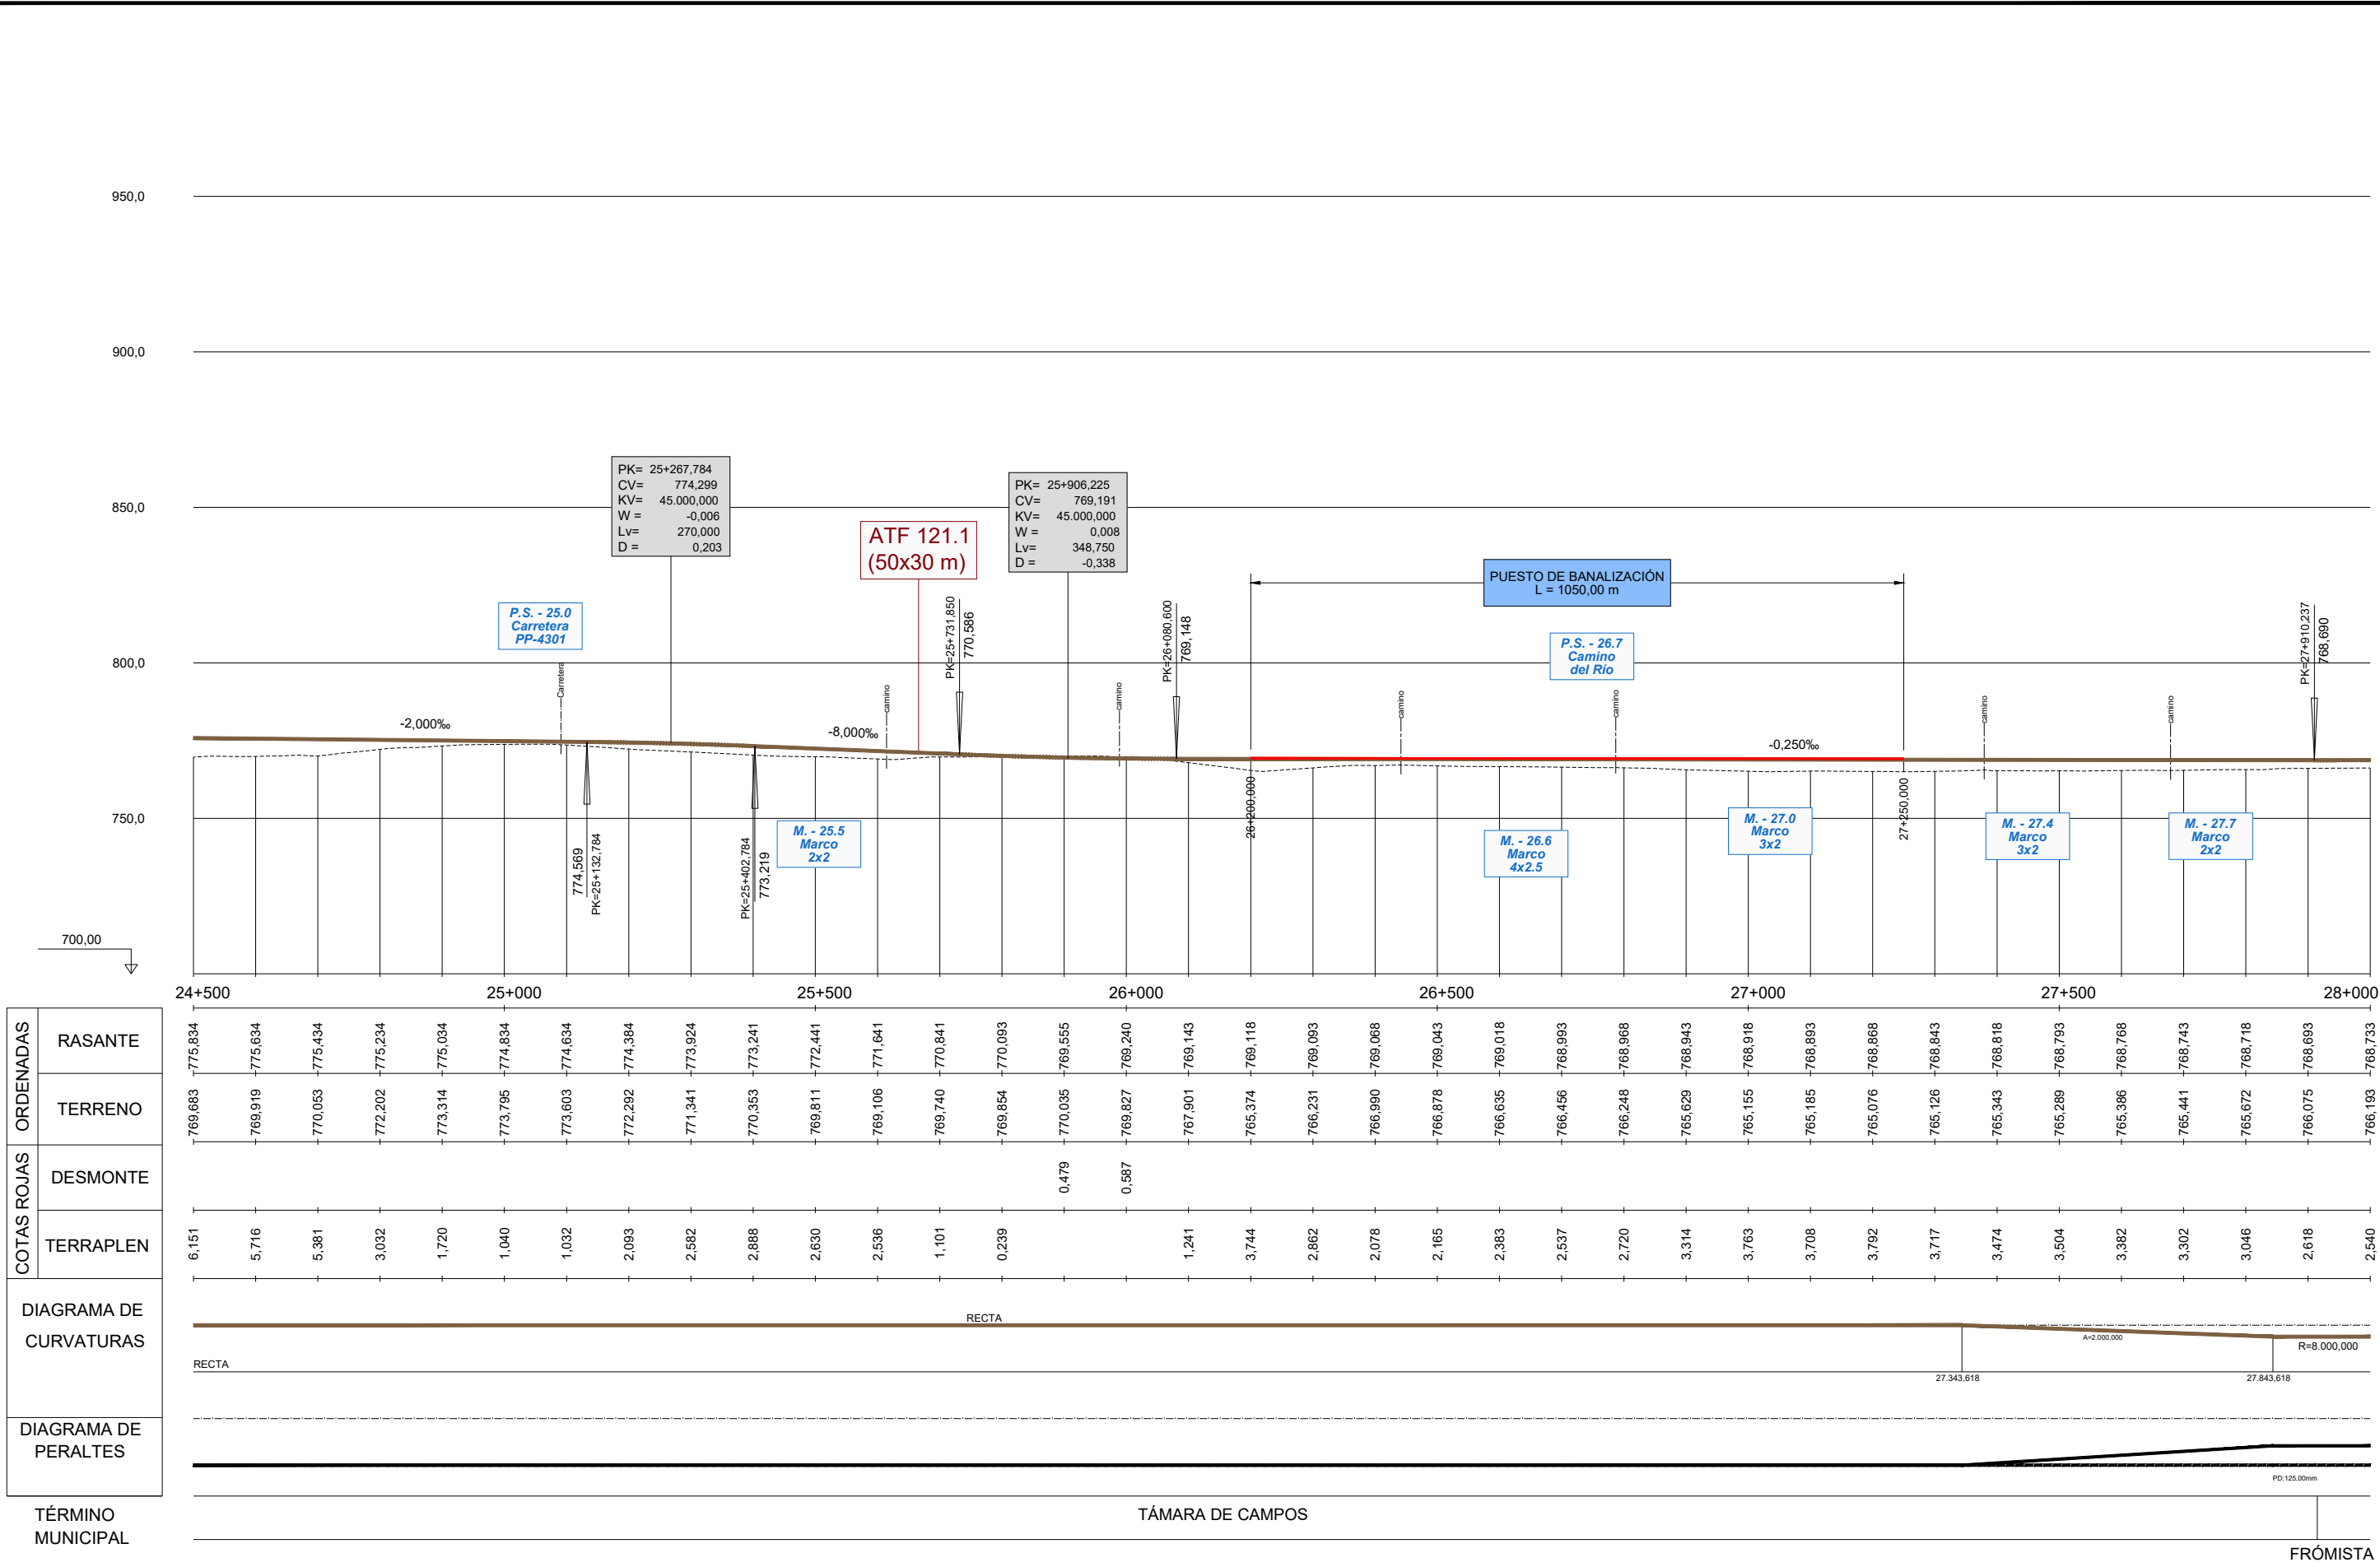 950,0
900,0
850,0
800,0
750,0
700,00
PK= 25+267,784
CV= 774,299
KV= 45.000,000
W = -0,006
Lv= 270,000
D = 0,203
PK= 25+906,225
CV= 769,191
KV= 45.000,000
W = 0,008
Lv= 348,750
D = -0,338
ATF 121.1
(50x30 m)
PUESTO DE BANALIZACIÓN
L = 1050,00 m
P.S. - 25.0
Carretera
PP-4301
P.S. - 26.7
Camino
del Río
Carretera
camino
camino
camino
camino
camino
camino
PK=25+731,850
770,586
PK=26+080,600
769,148
PK=27+910,237
768,690
-2,000‰
-8,000‰
-0,250‰
774,569
PK=25+132,784
PK=25+402,784
773,219
26+200,000
27+250,000
M. - 25.5
Marco
2x2
M. - 26.6
Marco
4x2.5
M. - 27.0
Marco
3x2
M. - 27.4
Marco
3x2
M. - 27.7
Marco
2x2
24+500 25+000 25+500 26+000 26+500 27+000 27+500 28+000
ORDENADAS
RASANTE
775,834 775,634 775,434 775,234 775,034 774,834 774,634 774,384 773,924 773,241 772,441 771,641 770,841 770,093 769,555 769,240 769,143 769,118 769,093 769,068 769,043 769,018 768,993 768,968 768,943 768,918 768,893 768,868 768,843 768,818 768,793 768,768 768,743 768,718 768,693 768,733
TERRENO
769,683 769,919 770,053 772,202 773,314 773,795 773,603 772,292 771,341 770,353 769,811 769,106 769,740 769,854 770,035 769,827 767,901 765,374 766,231 766,990 766,878 766,635 766,456 766,248 765,629 765,155 765,185 765,076 765,126 765,343 765,289 765,386 765,441 765,672 766,075 766,193
COTAS ROJAS
DESMONTE
0,479 0,587
TERRAPLEN
6,151 5,716 5,381 3,032 1,720 1,040 1,032 2,093 2,582 2,888 2,630 2,536 1,101 0,239 1,241 3,744 2,862 2,078 2,165 2,383 2,537 2,720 3,314 3,763 3,708 3,792 3,717 3,474 3,504 3,382 3,302 3,046 2,618 2,540
DIAGRAMA DE
CURVATURAS
RECTA
RECTA
A=2.000,000
R=8.000,000
27.343,618
27.843,618
DIAGRAMA DE
PERALTES
PD:125,00mm
TÉRMINO
MUNICIPAL
TÁMARA DE CAMPOS
FRÓMISTA